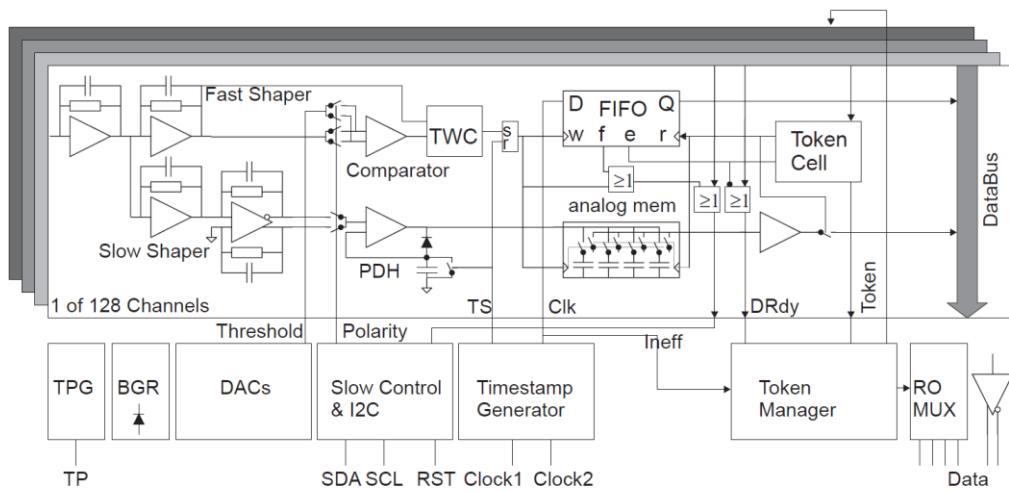 Fast Shaper
D FIFO Q
w f e r
TWC
s
r
Comparator
Token
Cell
≥1
≥1
≥1
analog mem
DataBus
Slow Shaper
PDH
1 of 128 Channels
TS
Clk
DRdy
Token
Threshold
Polarity
Ineff
TPG
BGR
DACs
Slow Control
& I2C
Timestamp
Generator
Token
Manager
RO
MUX
TP
SDA
SCL
RST
Clock1
Clock2
Data